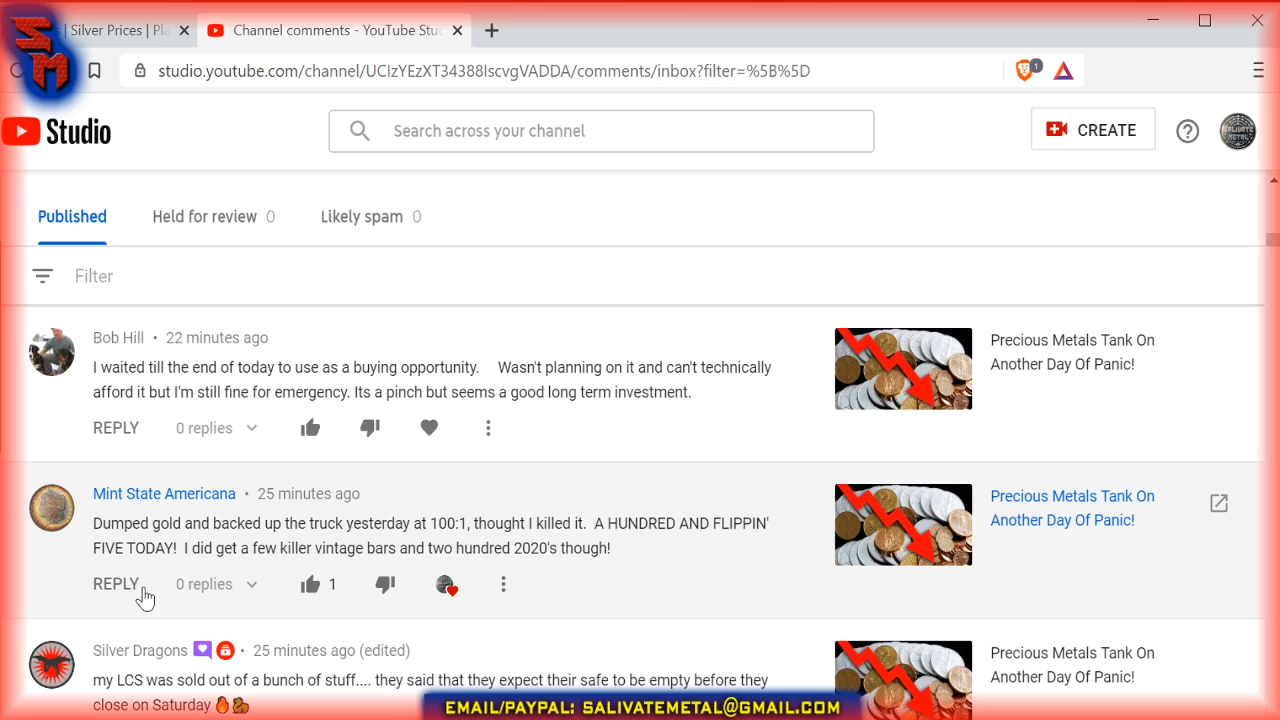 SM
| Silver Prices | Pla
Channel comments - YouTube Stud
studio.youtube.com/channel/UCIzYEzXT34388IscvgVADDA/comments/inbox?filter=%5B%5D
1
Studio
Search across your channel
CREATE
Published
Held for review 0
Likely spam 0
Filter
Bob Hill • 22 minutes ago
I waited till the end of today to use as a buying opportunity. Wasn't planning on it and can't technically
afford it but I'm still fine for emergency. Its a pinch but seems a good long term investment.
REPLY 0 replies
Precious Metals Tank On
Another Day Of Panic!
Mint State Americana • 25 minutes ago
Dumped gold and backed up the truck yesterday at 100:1, thought I killed it. A HUNDRED AND FLIPPIN'
FIVE TODAY! I did get a few killer vintage bars and two hundred 2020's though!
REPLY 0 replies 1
Precious Metals Tank On
Another Day Of Panic!
Silver Dragons • 25 minutes ago (edited)
my LCS was sold out of a bunch of stuff.... they said that they expect their safe to be empty before they
close on Saturday
Precious Metals Tank On
Another Day Of Panic!
EMAIL/PAYPAL: SALIVATEMETAL@GMAIL.COM